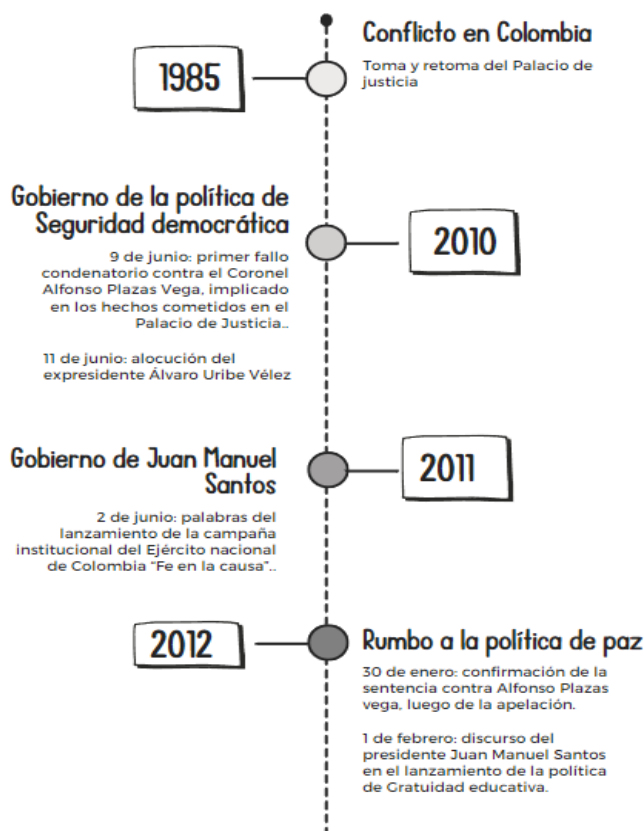 1985
Conflicto en Colombia
Toma y retoma del Palacio de
justicia
Gobierno de la política de
Seguridad democrática
9 de junio: primer fallo
condenatorio contra el Coronel
Alfonso Plazas Vega, implicado
en los hechos cometidos en el
Palacio de Justicia..
11 de junio: alocución del
expresidente Álvaro Uribe Vélez
2010
Gobierno de Juan Manuel
Santos
2 de junio: palabras del
lanzamiento de la campaña
institucional del Ejército nacional
de Colombia "Fe en la causa"..
2011
2012
Rumbo a la política de paz
30 de enero: confirmación de la
sentencia contra Alfonso Plazas
vega, luego de la apelación.
1 de febrero: discurso del
presidente Juan Manuel Santos
en el lanzamiento de la política
de Gratuidad educativa.